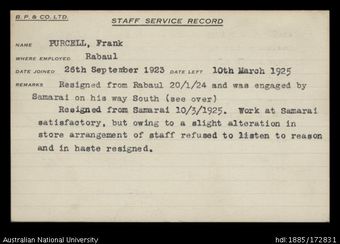 B.P. & CO. LTD.
STAFF SERVICE RECORD
NAME PURCELL, Frank
WHERE EMPLOYED Rabaul
DATE JOINED 26th September 1923 DATE LEFT 10th March 1925
REMARKS Resigned from Rabaul 20/1/24 and was engaged by
Samarai on his way South (see over)
Resigned from Samarai 10/3/1925. Work at Samarai
satisfactory, but owing to a slight alteration in
store arrangement of staff refused to listen to reason
and in haste resigned.
Australian National University
hdl:1885/172831